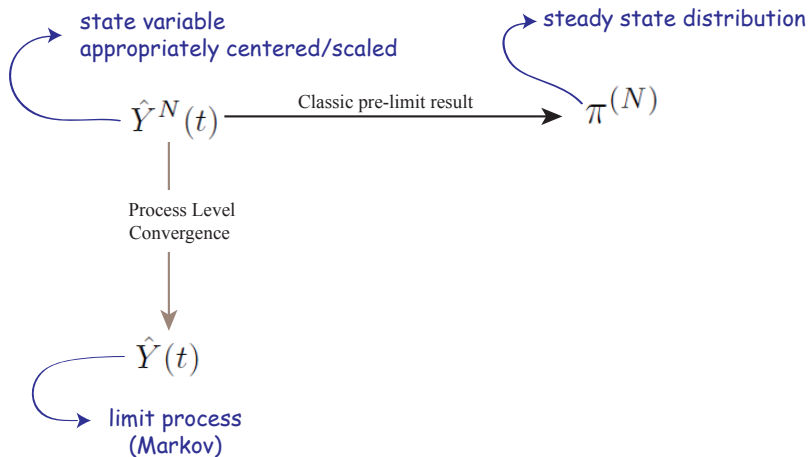 state variable
appropriately centered/scaled
steady state distribution
Ŷ^N(t)
Classic pre-limit result
π^(N)
Process Level
Convergence
Ŷ(t)
limit process
(Markov)